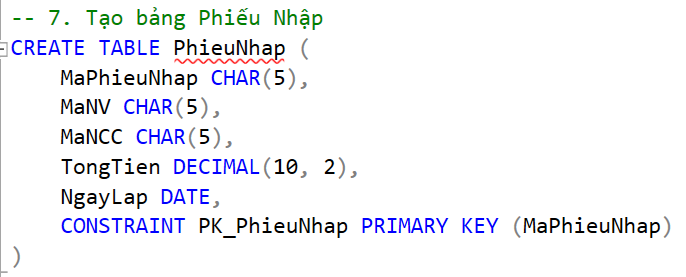 -- 7. Tạo bảng Phiếu Nhập
CREATE TABLE PhieuNhap (
    MaPhieuNhap CHAR(5),
    MaNV CHAR(5),
    MaNCC CHAR(5),
    TongTien DECIMAL(10, 2),
    NgayLap DATE,
    CONSTRAINT PK_PhieuNhap PRIMARY KEY (MaPhieuNhap)
)